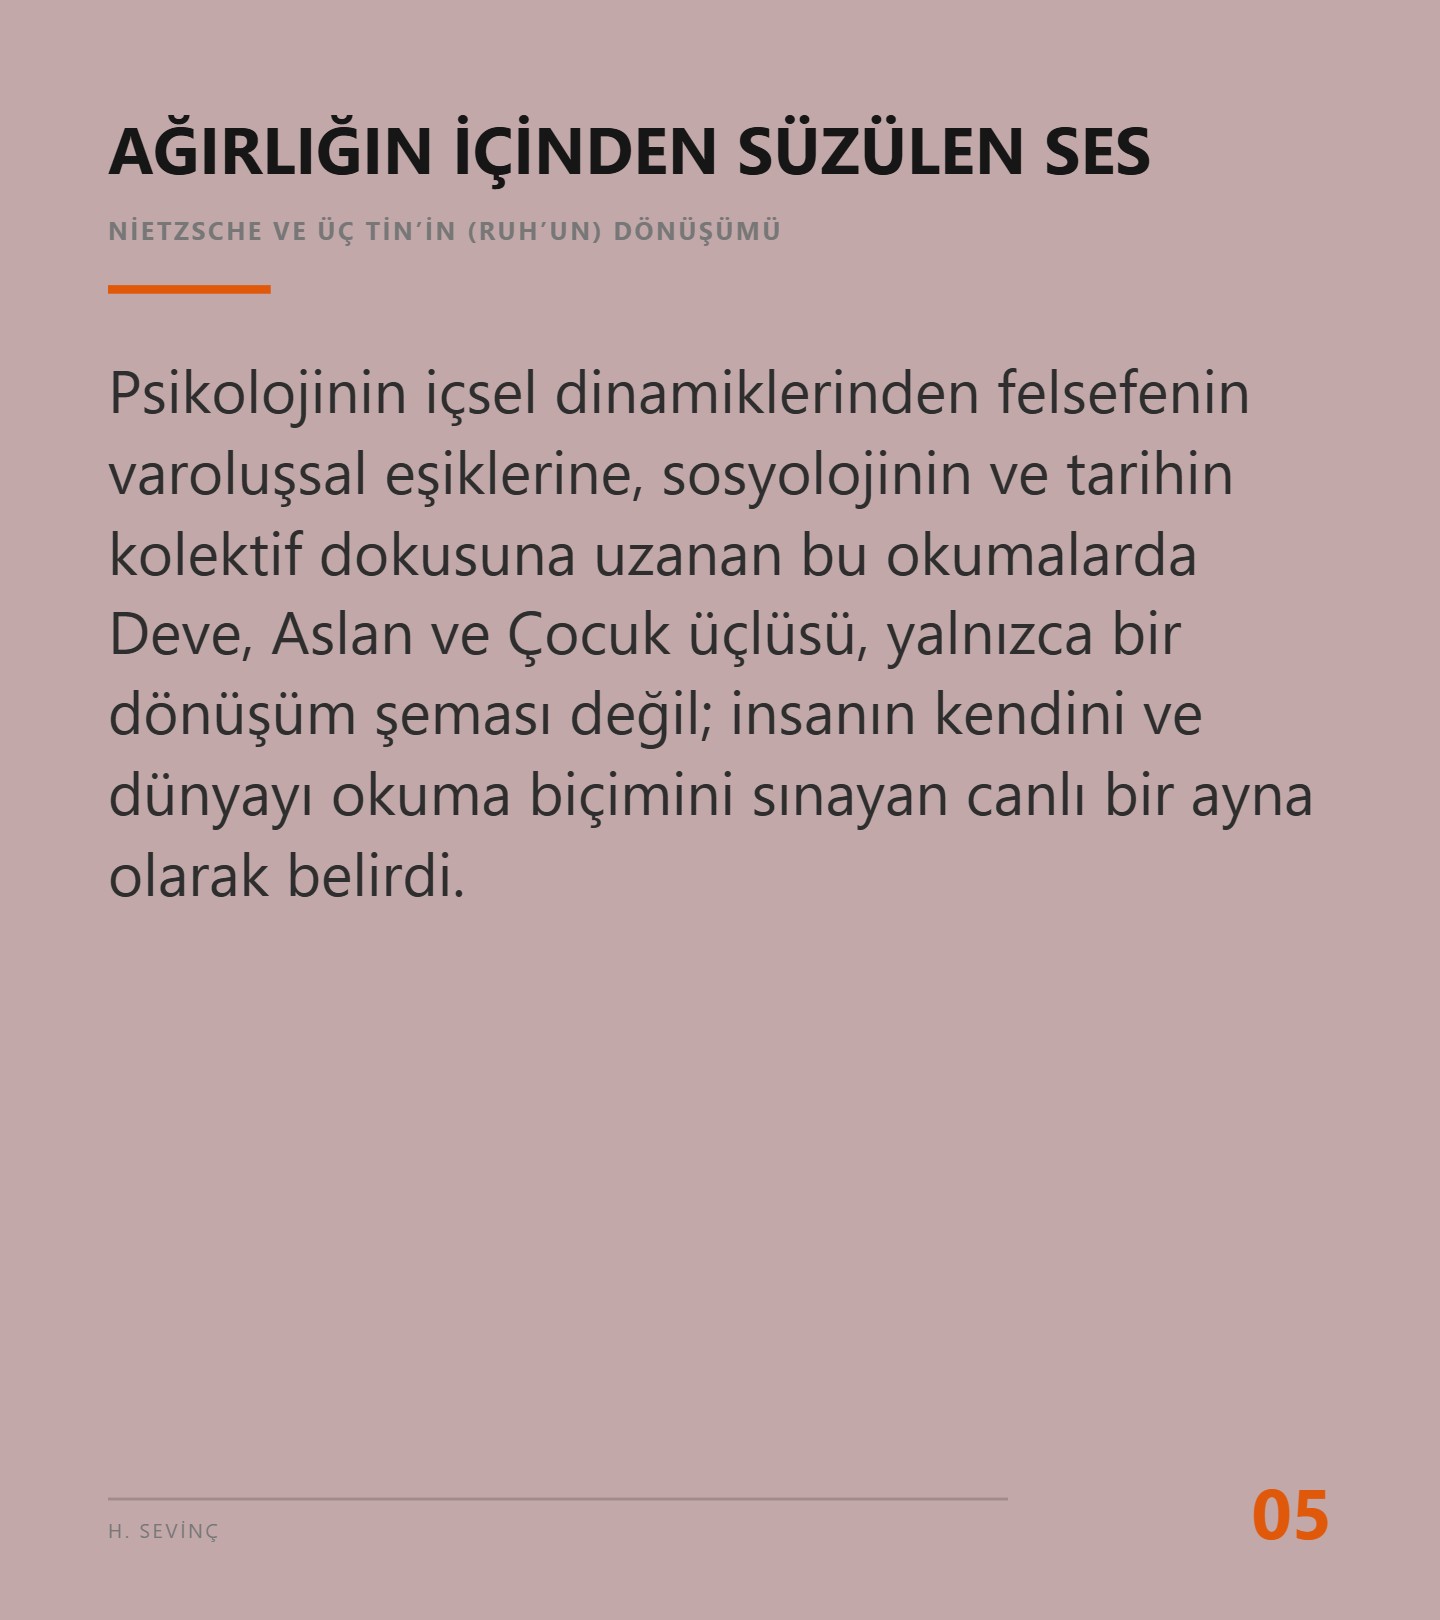 AĞIRLIĞIN İÇİNDEN SÜZÜLEN SES
NİETZSCHE VE ÜÇ TİN’İN (RUH’UN) DÖNÜŞÜMÜ
Psikolojinin içsel dinamiklerinden felsefenin
varoluşsal eşiklerine, sosyolojinin ve tarihin
kolektif dokusuna uzanan bu okumalarda
Deve, Aslan ve Çocuk üçlüsü, yalnızca bir
dönüşüm şeması değil; insanın kendini ve
dünyayı okuma biçimini sınayan canlı bir ayna
olarak belirdi.
H. SEVİNÇ
05